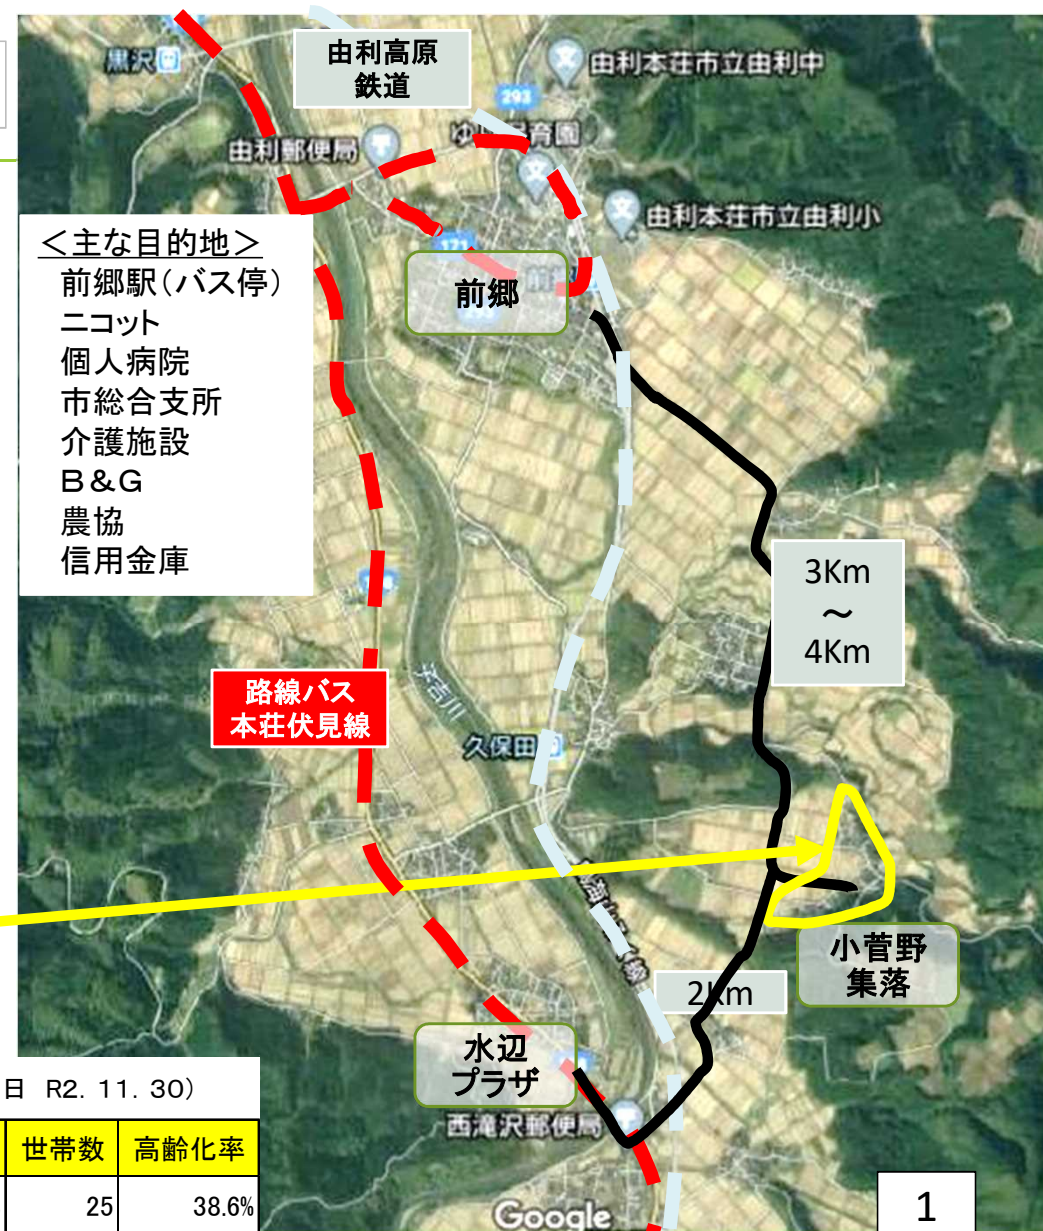 黒沢
由利高原
鉄道
由利本荘市立由利中
293
由利郵便局
由利本荘市立由利小
＜主な目的地＞
前郷駅（バス停）
ニコット
個人病院
市総合支所
介護施設
Ｂ＆Ｇ
農協
信用金庫
前郷
3Km
～
4Km
路線バス
本荘伏見線
子吉川
久保田
小菅野
集落
2Km
水辺
プラザ
西滝沢郵便局
日 R2．11．30）
世帯数 高齢化率
25 38.6%
Google
1